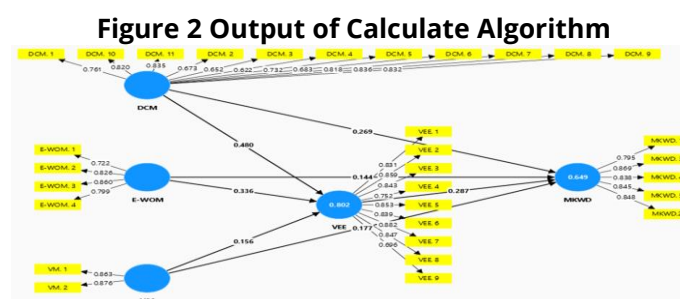 Figure 2 Output of Calculate Algorithm
DCM. 1 DCM. 10 DCM. 11 DCM. 2 DCM. 3 DCM. 4 DCM. 5 DCM. 6 DCM. 7 DCM. 8 DCM. 9
0.761 0.820 0.835 0.673 0.652 0.622 0.732 0.683 0.818 0.836 0.832
DCM
0.480
0.269
E-WOM. 1
E-WOM. 2
E-WOM. 3
E-WOM. 4
0.722
0.826
0.860
0.799
E-WOM
0.144
0.336
VEE. 1
VEE. 2
VEE. 3
VEE. 4
VEE. 5
VEE. 6
VEE. 7
VEE. 8
VEE. 9
0.831
0.859
0.843
0.752
0.853
0.839
0.882
0.847
0.696
0.802
VEE
0.287
0.649
MKWD
MKWD.
MKWD.
MKWD.
MKWD.
MKWD.2
0.795
0.869
0.838
0.845
0.848
0.156
0.177
VM. 1
VM. 2
0.863
0.876